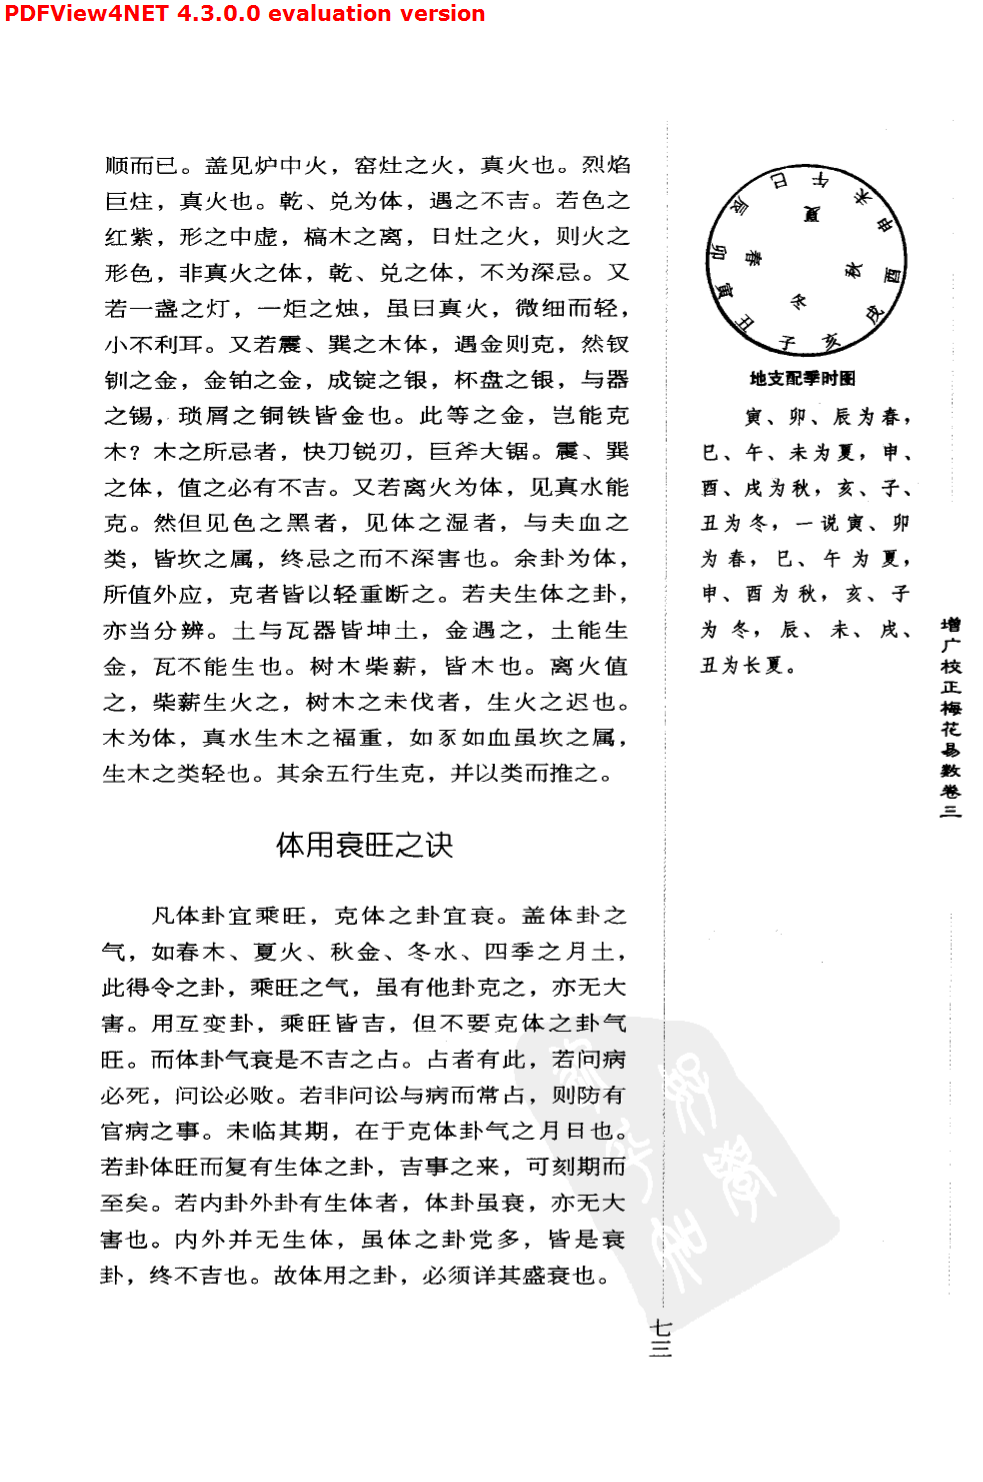 PDFView4NET 4.3.0.0 evaluation version
顺而已。盖见炉中火，窑灶之火，真火也。烈焰
巨炷，真火也。乾、兑为体，遇之不吉。若色之
红紫，形之中虚，槁木之离，日灶之火，则火之
形色，非真火之体，乾、兑之体，不为深忌。又
若一盏之灯，一炬之烛，虽曰真火，微细而轻，
小不利耳。又若震、巽之木体，遇金则克，然钗
钏之金，金铂之金，成锭之银，杯盘之银，与器
之锡，琐屑之铜铁皆金也。此等之金，岂能克
木？木之所忌者，快刀锐刃，巨斧大锯。震、巽
之体，值之必有不吉。又若离火为体，见真水能
克。然但见色之黑者，见体之湿者，与夫血之
类，皆坎之属，终忌之而不深害也。余卦为体，
所值外应，克者皆以轻重断之。若夫生体之卦，
亦当分辨。土与瓦器皆坤土，金遇之，土能生
金，瓦不能生也。树木柴薪，皆木也。离火值
之，柴薪生火之，树木之未伐者，生火之迟也。
木为体，真水生木之福重，如豕如血虽坎之属，
生木之类轻也。其余五行生克，并以类而推之。
体用衰旺之诀
凡体卦宜乘旺，克体之卦宜衰。盖体卦之
气，如春木、夏火、秋金、冬水、四季之月土，
此得令之卦，乘旺之气，虽有他卦克之，亦无大
害。用互变卦，乘旺皆吉，但不要克体之卦气
旺。而体卦气衰是不吉之占。占者有此，若问病
必死，问讼必败。若非问讼与病而常占，则防有
官病之事。未临其期，在于克体卦气之月日也。
若卦体旺而复有生体之卦，吉事之来，可刻期而
至矣。若内卦外卦有生体者，体卦虽衰，亦无大
害也。内外并无生体，虽体之卦党多，皆是衰
卦，终不吉也。故体用之卦，必须详其盛衰也。
巳 午 未 申 酉 戌 亥 子 丑 寅 卯 辰
春 夏 秋 冬
地支配季时图
寅、卯、辰为春，
巳、午、未为夏，申、
酉、戌为秋，亥、子、
丑为冬，一说寅、卯
为春，巳、午为夏，
申、酉为秋，亥、子
为冬，辰、未、戌、
丑为长夏。
增广校正梅花易数卷三
七三